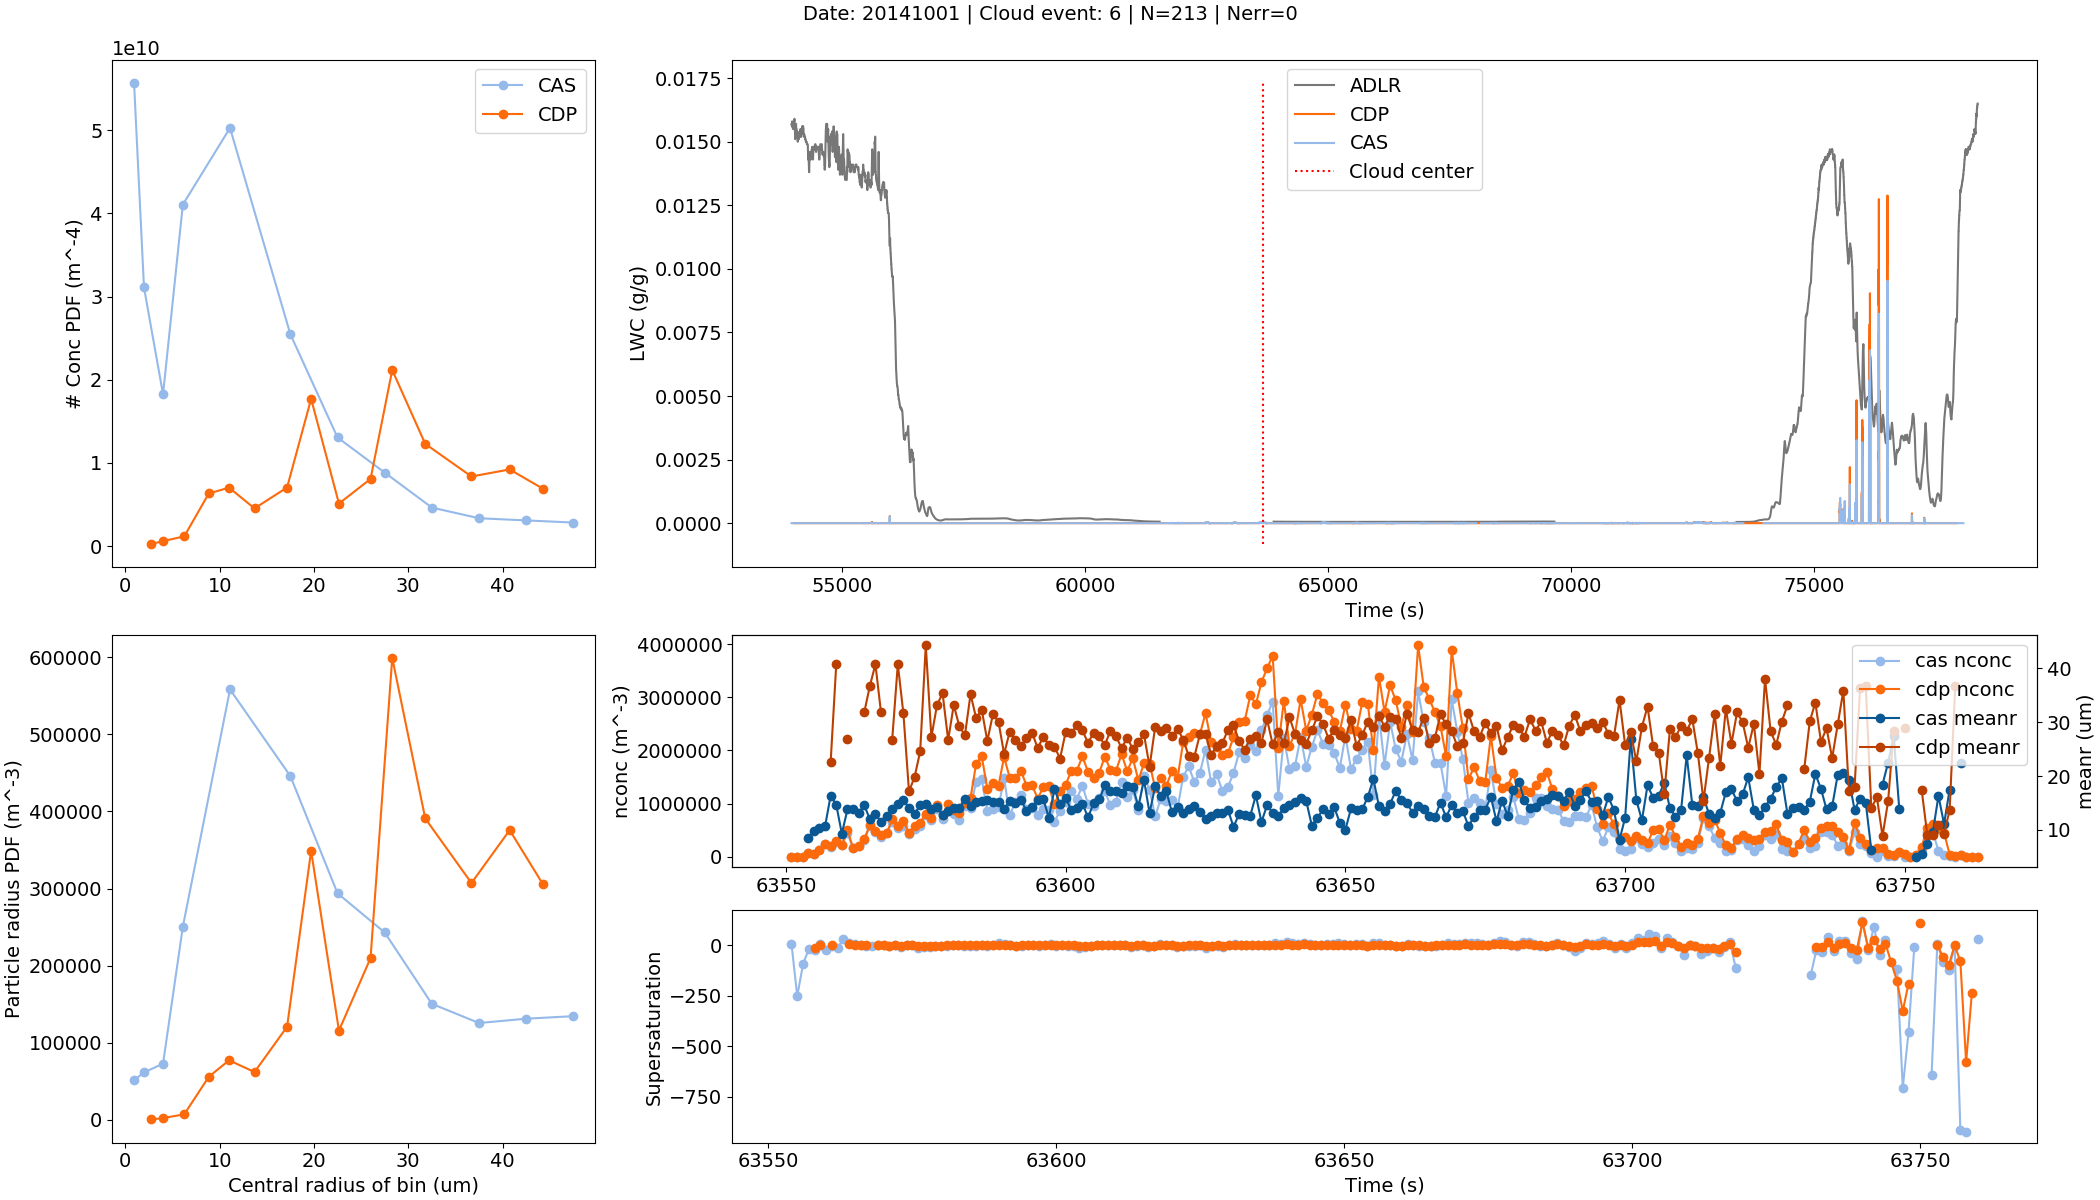 Date: 20141001 | Cloud event: 6 | N=213 | Nerr=0
1e10
# Conc PDF (m^-4)
5
4
3
2
1
0
0 10 20 30 40
CAS
CDP
LWC (g/g)
0.0175
0.0150
0.0125
0.0100
0.0075
0.0050
0.0025
0.0000
55000 60000 65000 70000 75000
Time (s)
ADLR
CDP
CAS
Cloud center
Particle radius PDF (m^-3)
600000
500000
400000
300000
200000
100000
0
0 10 20 30 40
Central radius of bin (um)
nconc (m^-3)
4000000
3000000
2000000
1000000
0
63550 63600 63650 63700 63750
cas nconc
cdp nconc
cas meanr
cdp meanr
40
30
20
10
meanr (um)
Supersaturation
0
−250
−500
−750
63550 63600 63650 63700 63750
Time (s)